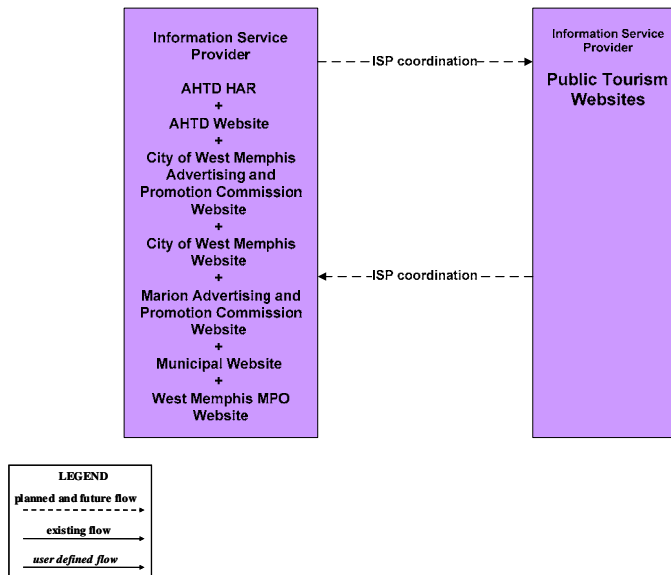 Information Service
Provider
AHTD HAR
+
AHTD Website
+
City of West Memphis
Advertising and
Promotion Commission
Website
+
City of West Memphis
Website
+
Marion Advertising and
Promotion Commission
Website
+
Municipal Website
+
West Memphis MPO
Website
ISP coordination
ISP coordination
Information Service
Provider
Public Tourism
Websites
LEGEND
planned and future flow
existing flow
user defined flow